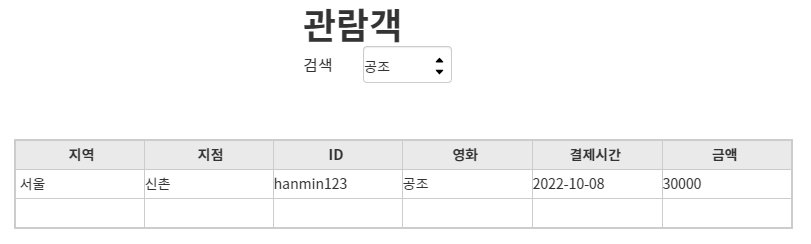 관람객
검색 공조
지역 지점 ID 영화 결제시간 금액
서울 신촌 hanmin123 공조 2022-10-08 30000